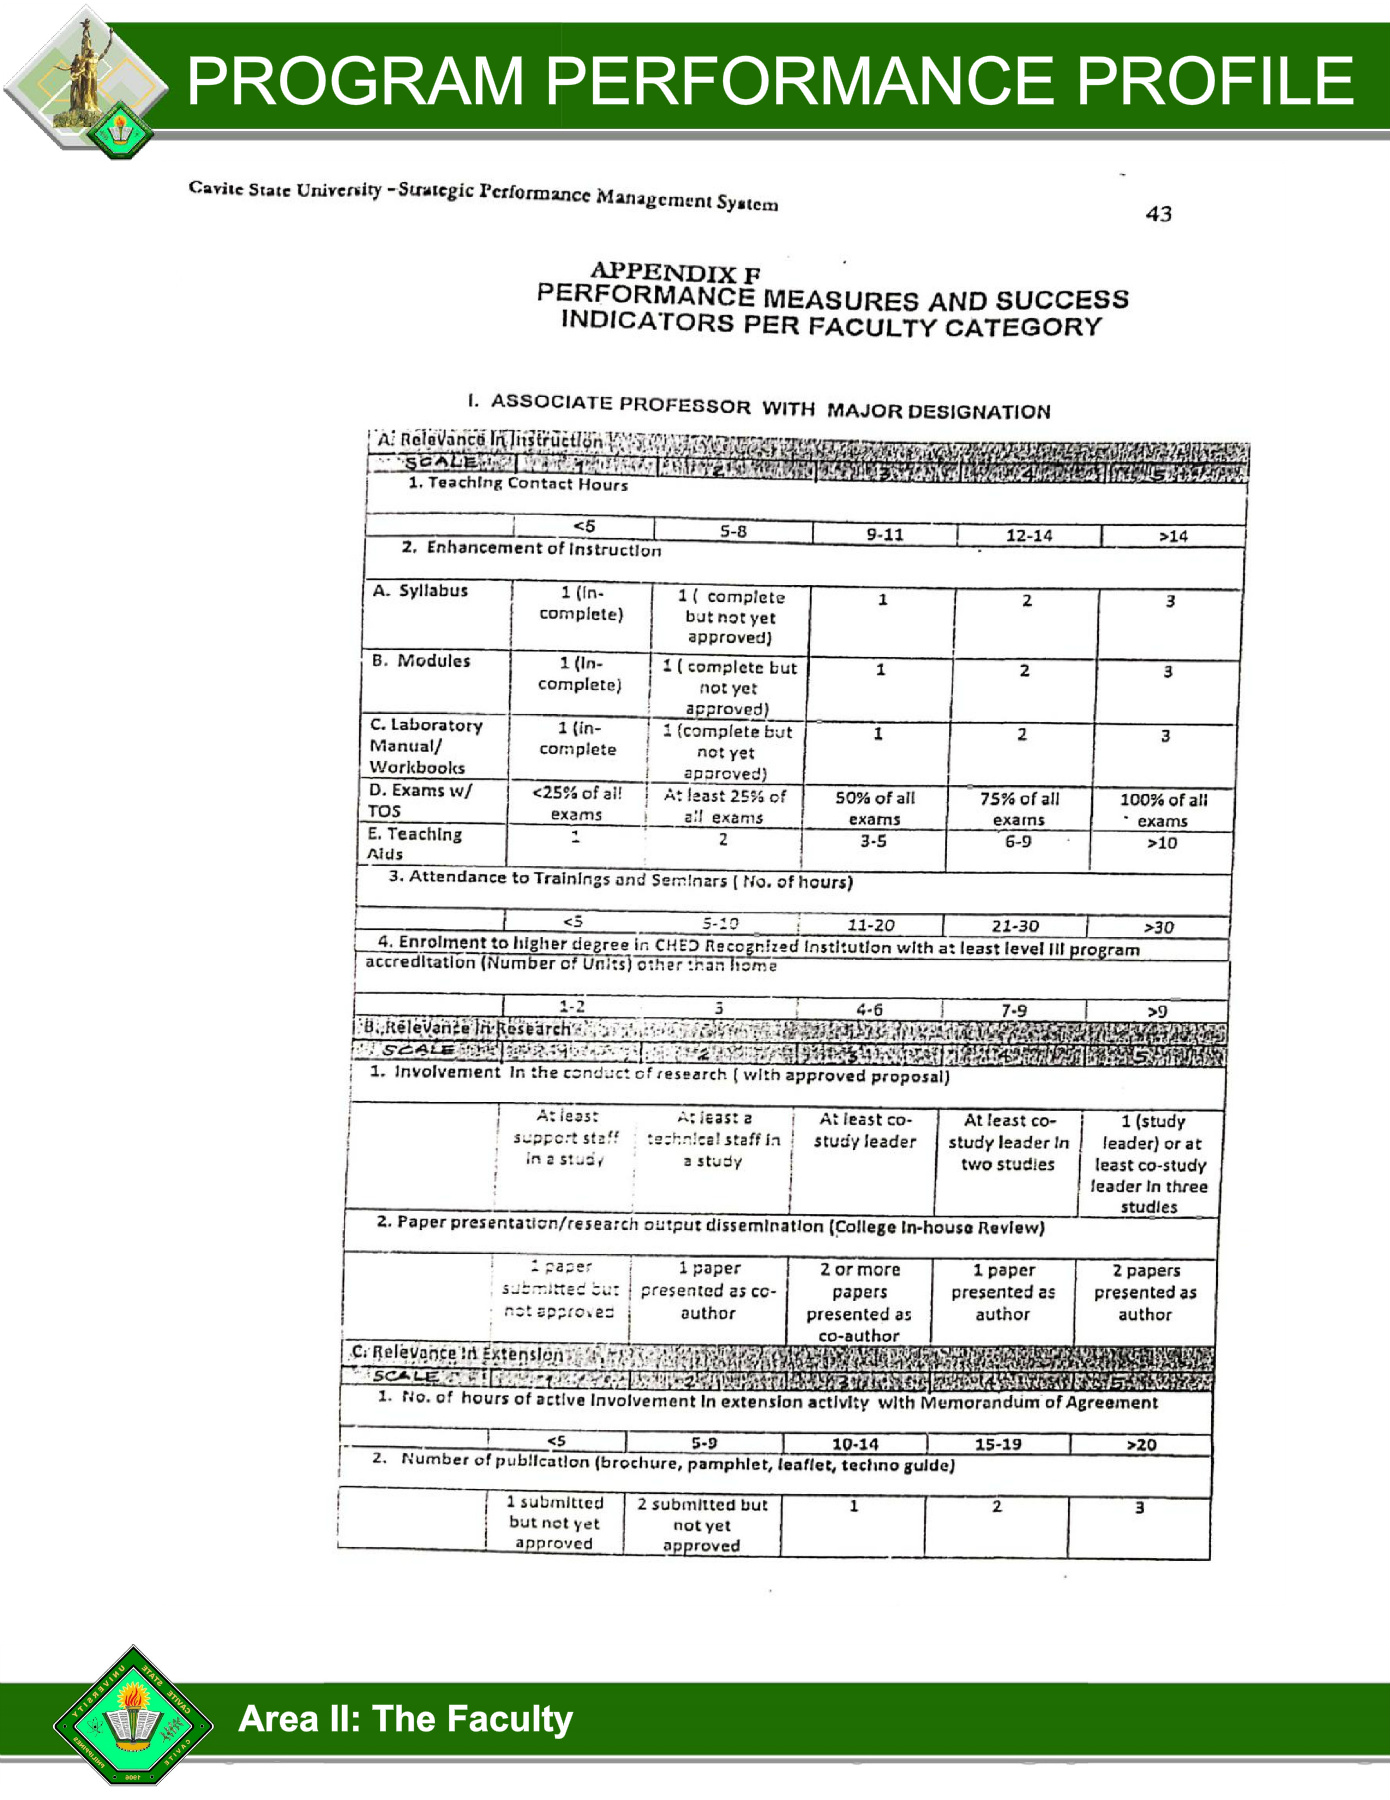 PROGRAM PERFORMANCE PROFILE
Cavite State University - Strategic Performance Management System
43
APPENDIX F
PERFORMANCE MEASURES AND SUCCESS
INDICATORS PER FACULTY CATEGORY
I. ASSOCIATE PROFESSOR WITH MAJOR DESIGNATION
A. Relevance In Instruction
SCALE 1 2 3 4 5
1. Teaching Contact Hours
<5 5-8 9-11 12-14 >14
2. Enhancement of Instruction
A. Syllabus 1 (In- 1 ( complete 1 2 3
complete) but not yet
approved)
B. Modules 1 (In- 1 ( complete but 1 2 3
complete) not yet
approved)
C. Laboratory 1 (in- 1 (complete but 1 2 3
Manual/ complete not yet
Workbooks approved)
D. Exams w/ <25% of all At least 25% of 50% of all 75% of all 100% of all
TOS exams all exams exams exams exams
E. Teaching 1 2 3-5 6-9 >10
Aids
3. Attendance to Trainings and Seminars ( No. of hours)
<5 5-10 11-20 21-30 >30
4. Enrolment to higher degree in CHED Recognized Institution with at least level III program
accreditation (Number of Units) other than home
1-2 3 4-6 7-9 >9
B. Relevance In Research
SCALE 1 2 3 4 5
1. Involvement In the conduct of research ( with approved proposal)
At least At least a At least co- At least co- 1 (study
support staff technical staff in study leader study leader In leader) or at
in a study a study two studies least co-study
leader In three
studies
2. Paper presentation/research output dissemination (College In-house Review)
1 paper 1 paper 2 or more 1 paper 2 papers
submitted but presented as co- papers presented as presented as
not approved author presented as author author
co-author
C. Relevance In Extension
SCALE 1 2 3 4 5
1. No. of hours of active Involvement In extension activity with Memorandum of Agreement
<5 5-9 10-14 15-19 >20
2. Number of publication (brochure, pamphlet, leaflet, techno guide)
1 submitted 2 submitted but 1 2 3
but not yet not yet
approved approved
CAVITE STATE UNIVERSITY
CAVITE
PHILIPPINES
1906
Area II: The Faculty